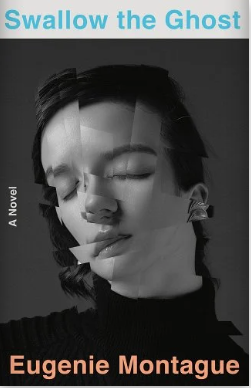 Swallow the Ghost
A Novel
Eugenie Montague